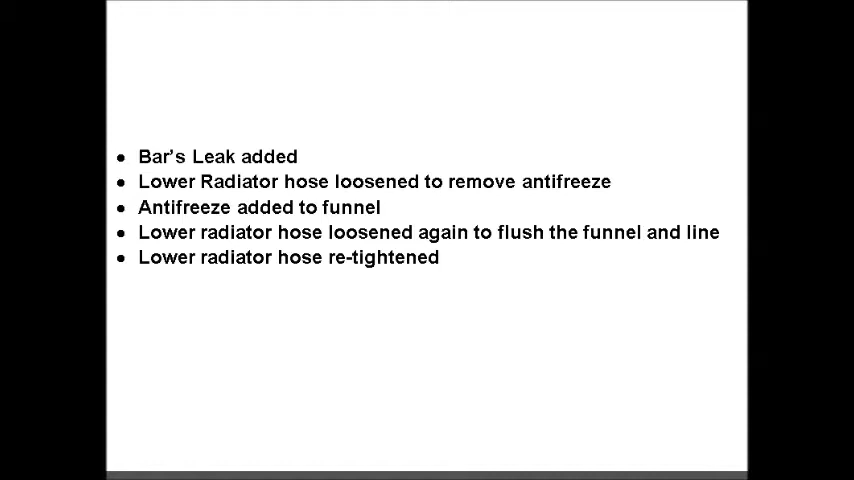 • Bar's Leak added
• Lower Radiator hose loosened to remove antifreeze
• Antifreeze added to funnel
• Lower radiator hose loosened again to flush the funnel and line
• Lower radiator hose re-tightened